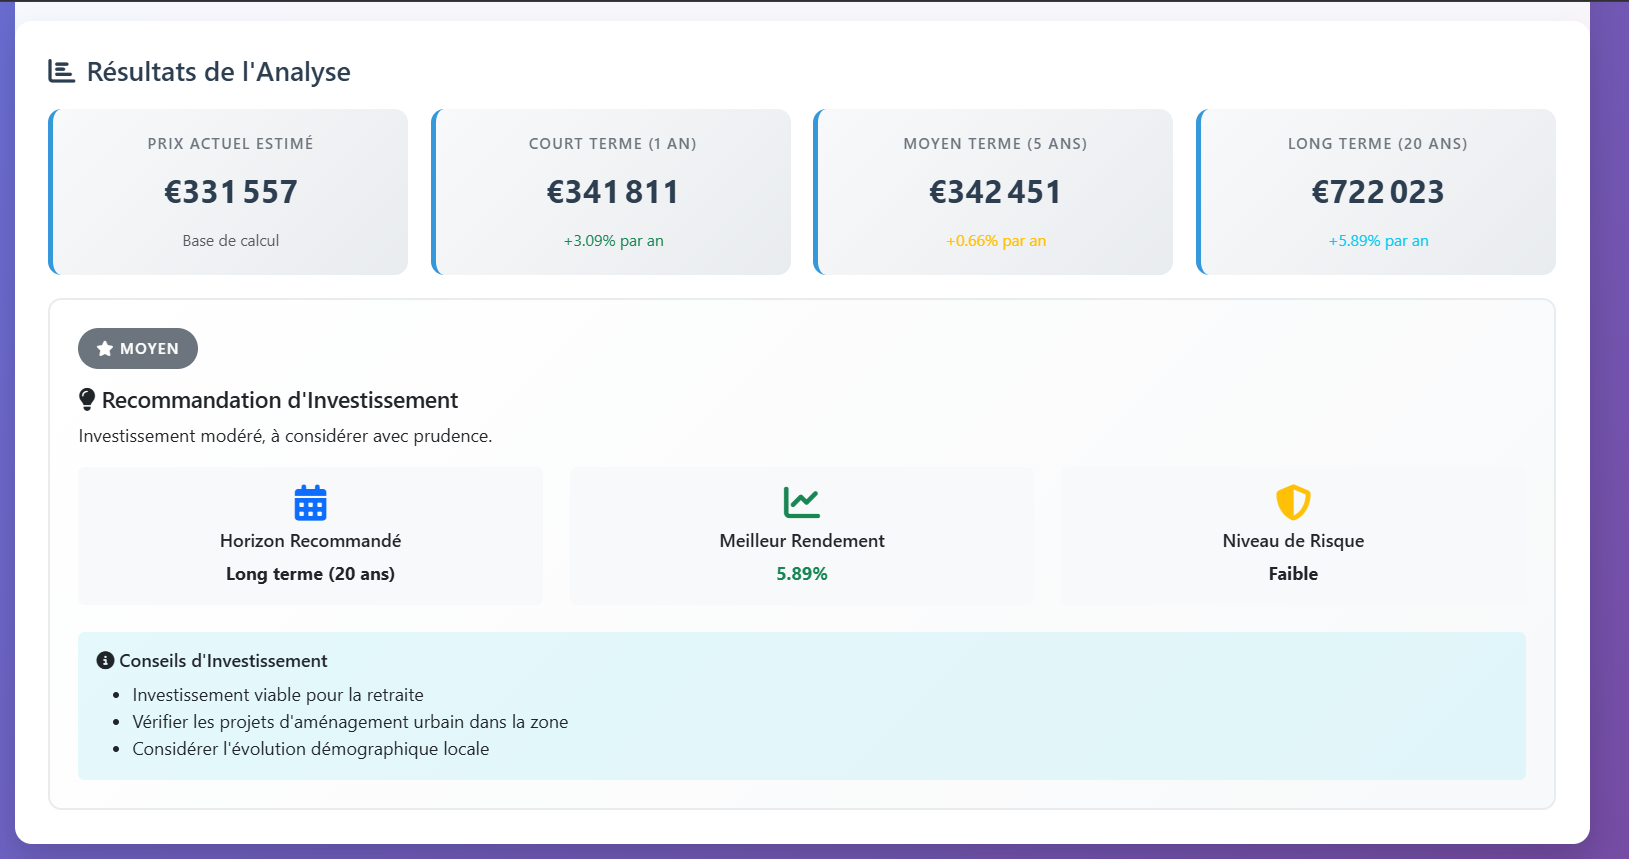 Résultats de l'Analyse
PRIX ACTUEL ESTIMÉ
€331 557
Base de calcul
COURT TERME (1 AN)
€341 811
+3.09% par an
MOYEN TERME (5 ANS)
€342 451
+0.66% par an
LONG TERME (20 ANS)
€722 023
+5.89% par an
MOYEN
Recommandation d'Investissement
Investissement modéré, à considérer avec prudence.
Horizon Recommandé
Long terme (20 ans)
Meilleur Rendement
5.89%
Niveau de Risque
Faible
Conseils d'Investissement
• Investissement viable pour la retraite
• Vérifier les projets d'aménagement urbain dans la zone
• Considérer l'évolution démographique locale